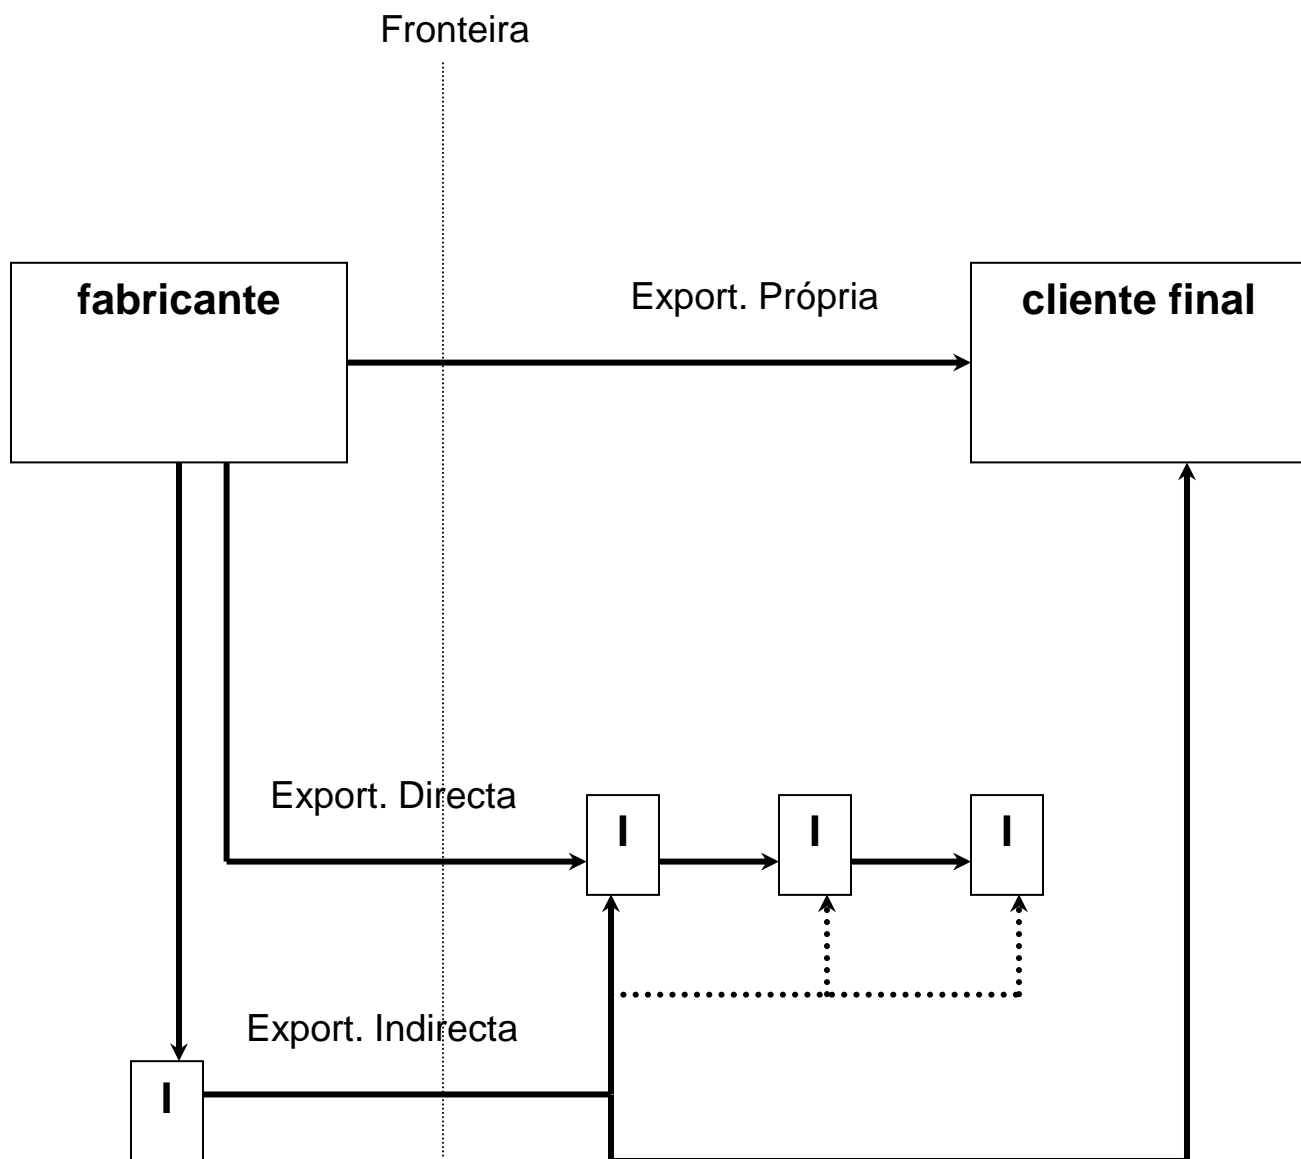 Fronteira
fabricante
Export. Própria
cliente final
Export. Directa
I
I
I
Export. Indirecta
I